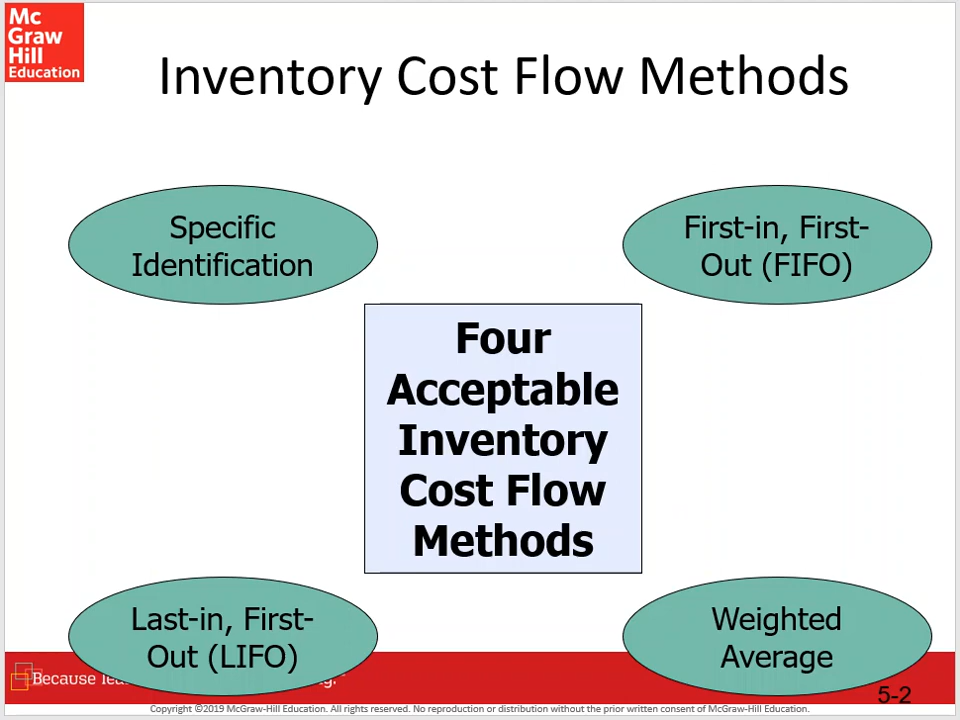 Mc
Graw
Hill
Education
Inventory Cost Flow Methods
Specific
Identification
First-in, First-
Out (FIFO)
Four
Acceptable
Inventory
Cost Flow
Methods
Last-in, First-
Out (LIFO)
Weighted
Average
Because
5-2
Copyright ©2019 McGraw-Hill Education. All rights reserved. No reproduction or distribution without the prior written consent of McGraw-Hill Education.